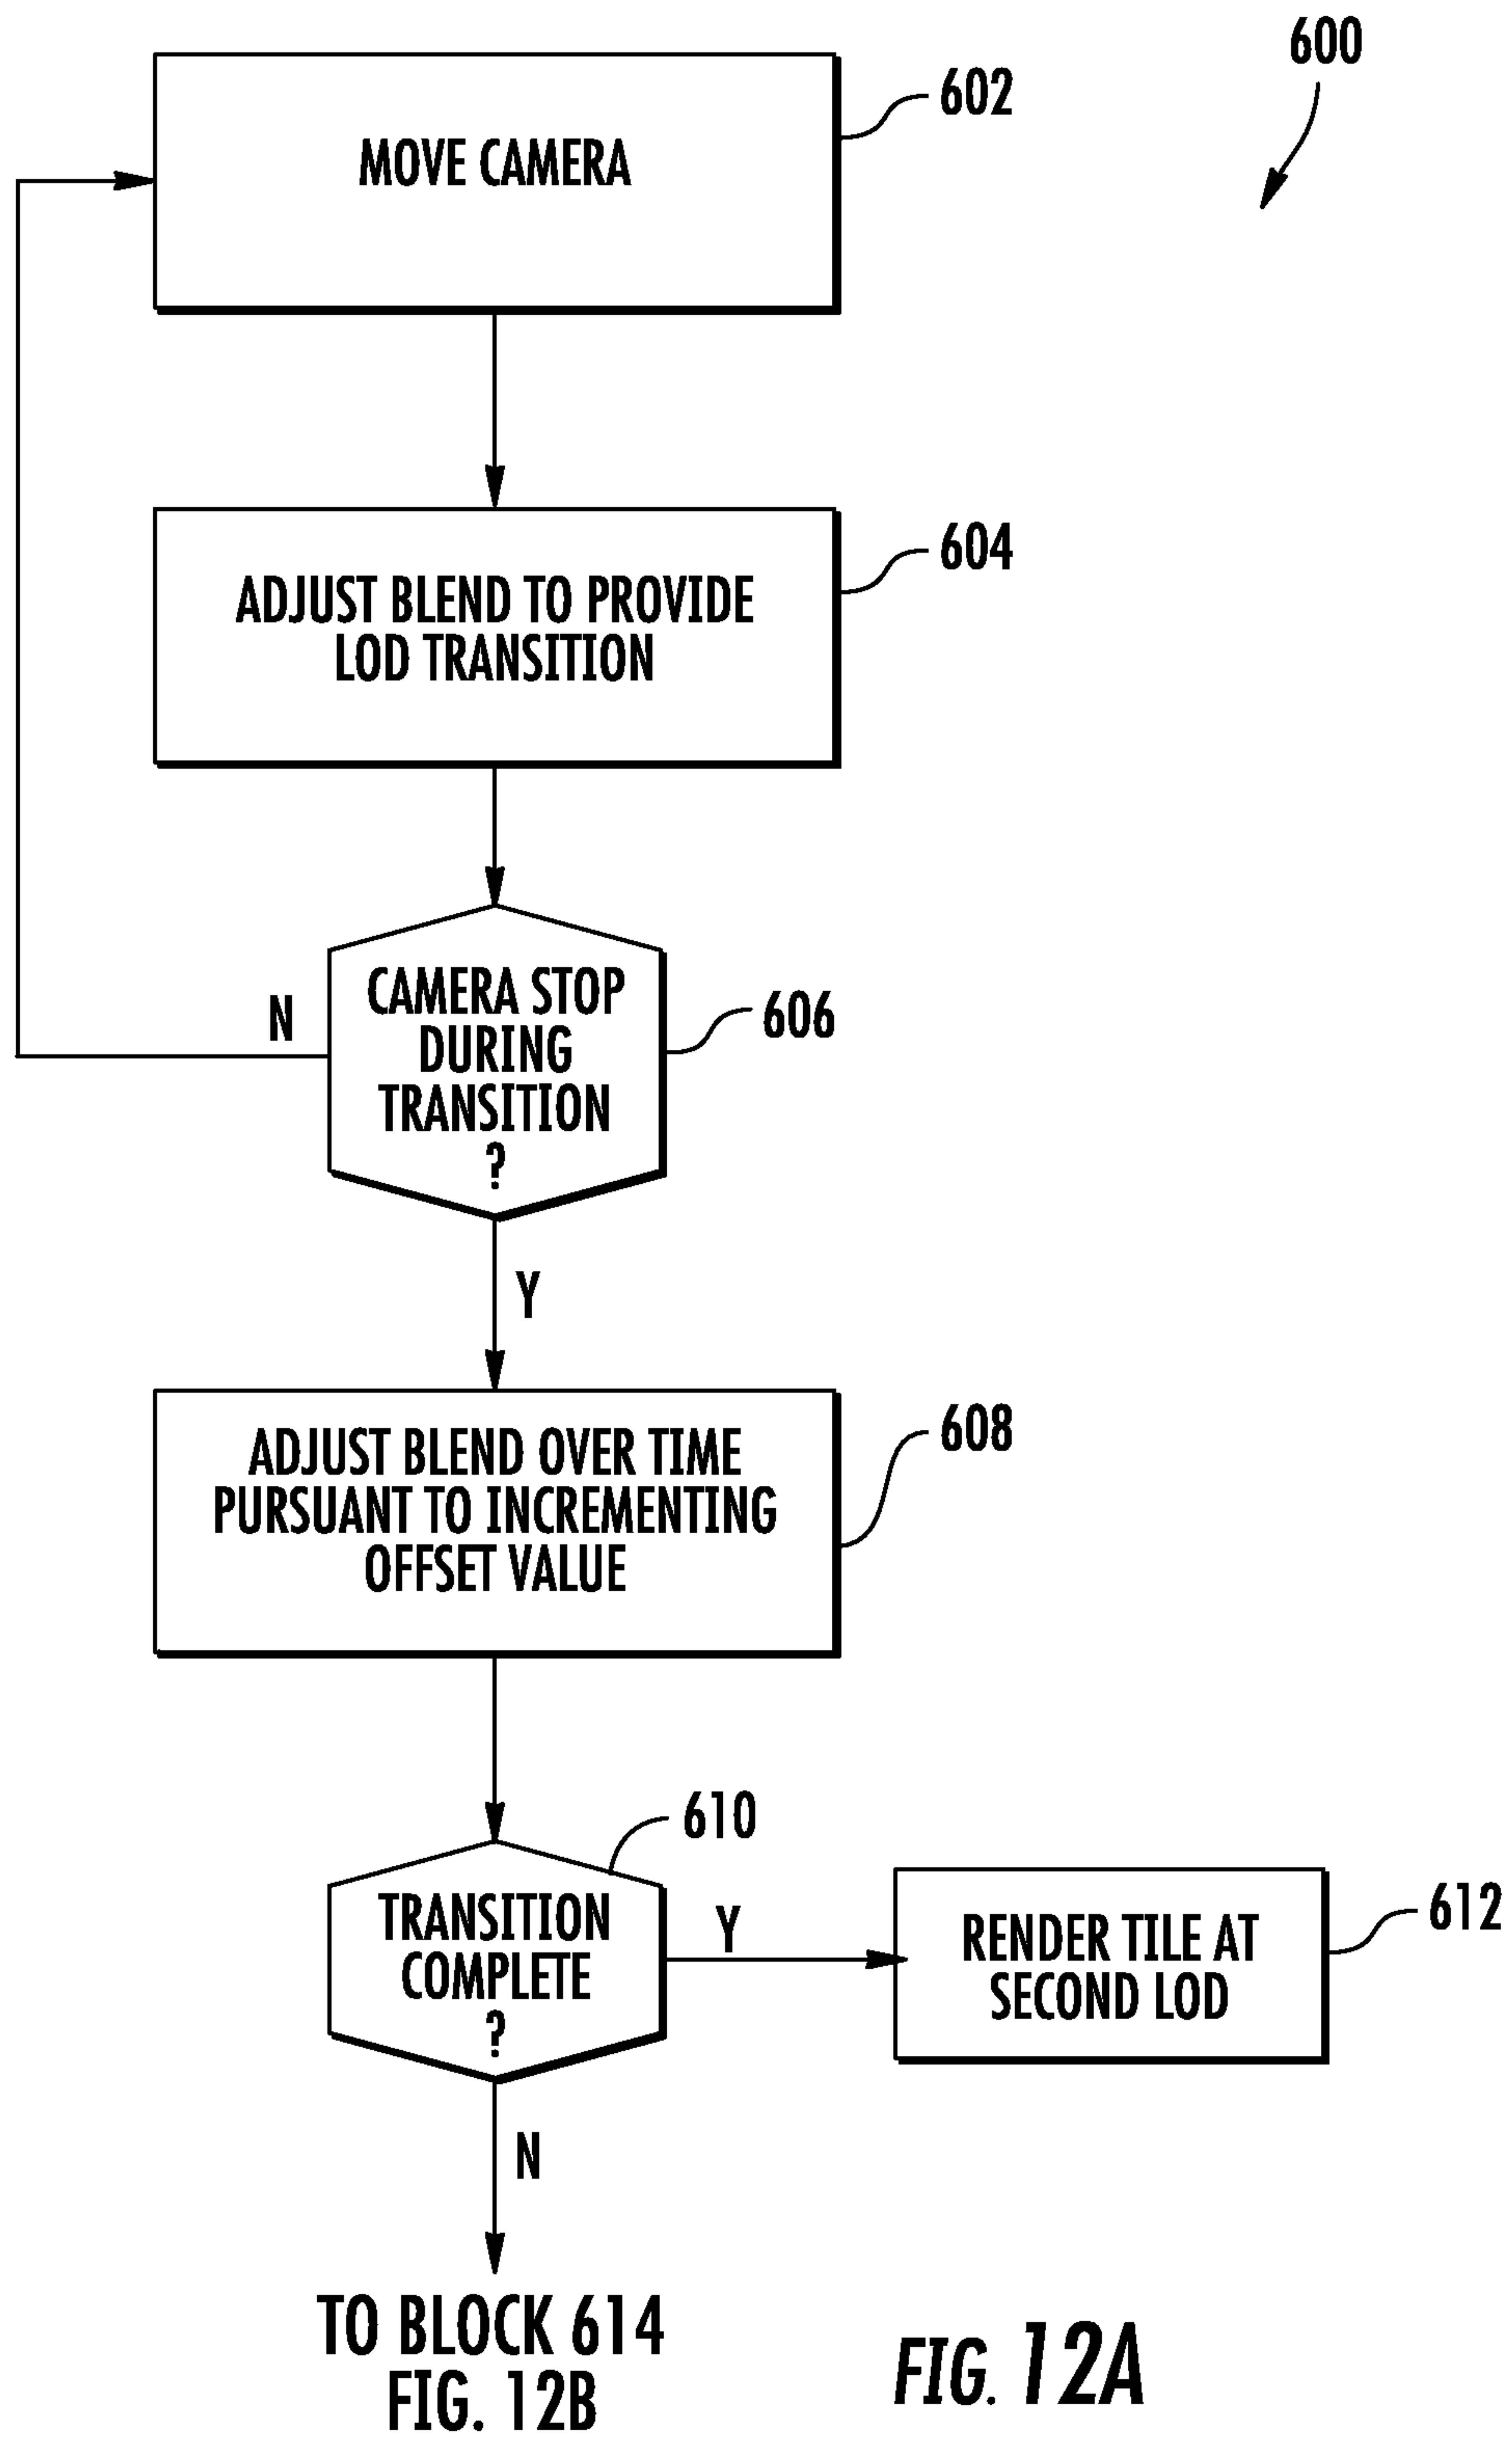 600
602
MOVE CAMERA
604
ADJUST BLEND TO PROVIDE
LOD TRANSITION
N
CAMERA STOP
DURING
TRANSITION
?
606
Y
608
ADJUST BLEND OVER TIME
PURSUANT TO INCREMENTING
OFFSET VALUE
610
TRANSITION
COMPLETE
?
Y
RENDER TILE AT
SECOND LOD
612
N
TO BLOCK 614
FIG. 12B
FIG. 12A